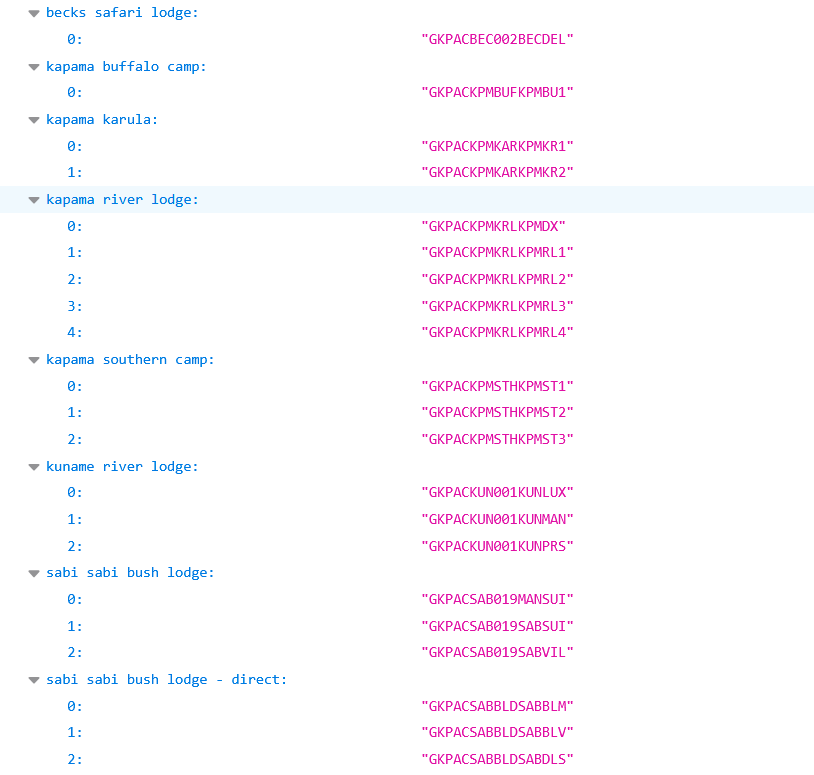 becks safari lodge:
0: "GKPACBEC002BECDEL"
kapama buffalo camp:
0: "GKPACKPMBUFKPMBU1"
kapama karula:
0: "GKPACKPMKARKPMKR1"
1: "GKPACKPMKARKPMKR2"
kapama river lodge:
0: "GKPACKPMKRLKPMDX"
1: "GKPACKPMKRLKPMRL1"
2: "GKPACKPMKRLKPMRL2"
3: "GKPACKPMKRLKPMRL3"
4: "GKPACKPMKRLKPMRL4"
kapama southern camp:
0: "GKPACKPMSTHKPMST1"
1: "GKPACKPMSTHKPMST2"
2: "GKPACKPMSTHKPMST3"
kuname river lodge:
0: "GKPACKUN001KUNLUX"
1: "GKPACKUN001KUNMAN"
2: "GKPACKUN001KUNPRS"
sabi sabi bush lodge:
0: "GKPACSAB019MANSUI"
1: "GKPACSAB019SABSUI"
2: "GKPACSAB019SABVIL"
sabi sabi bush lodge - direct:
0: "GKPACSABBLDSABBLM"
1: "GKPACSABBLDSABBLV"
2: "GKPACSABBLDSABDLS"